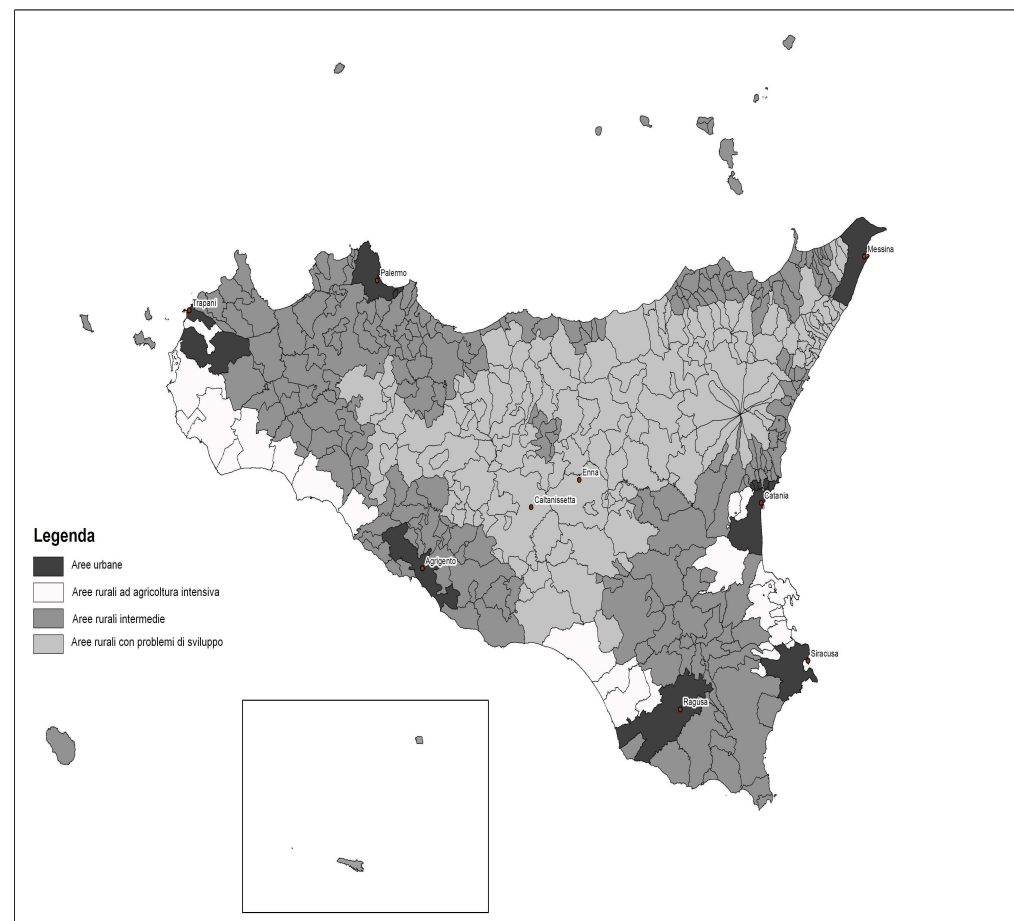 Messina
Palermo
Trapani
Enna
Catania
Caltanissetta
Legenda
Aree urbane
Agrigento
Aree rurali ad agricoltura intensiva
Aree rurali intermedie
Aree rurali con problemi di sviluppo
Siracusa
Ragusa